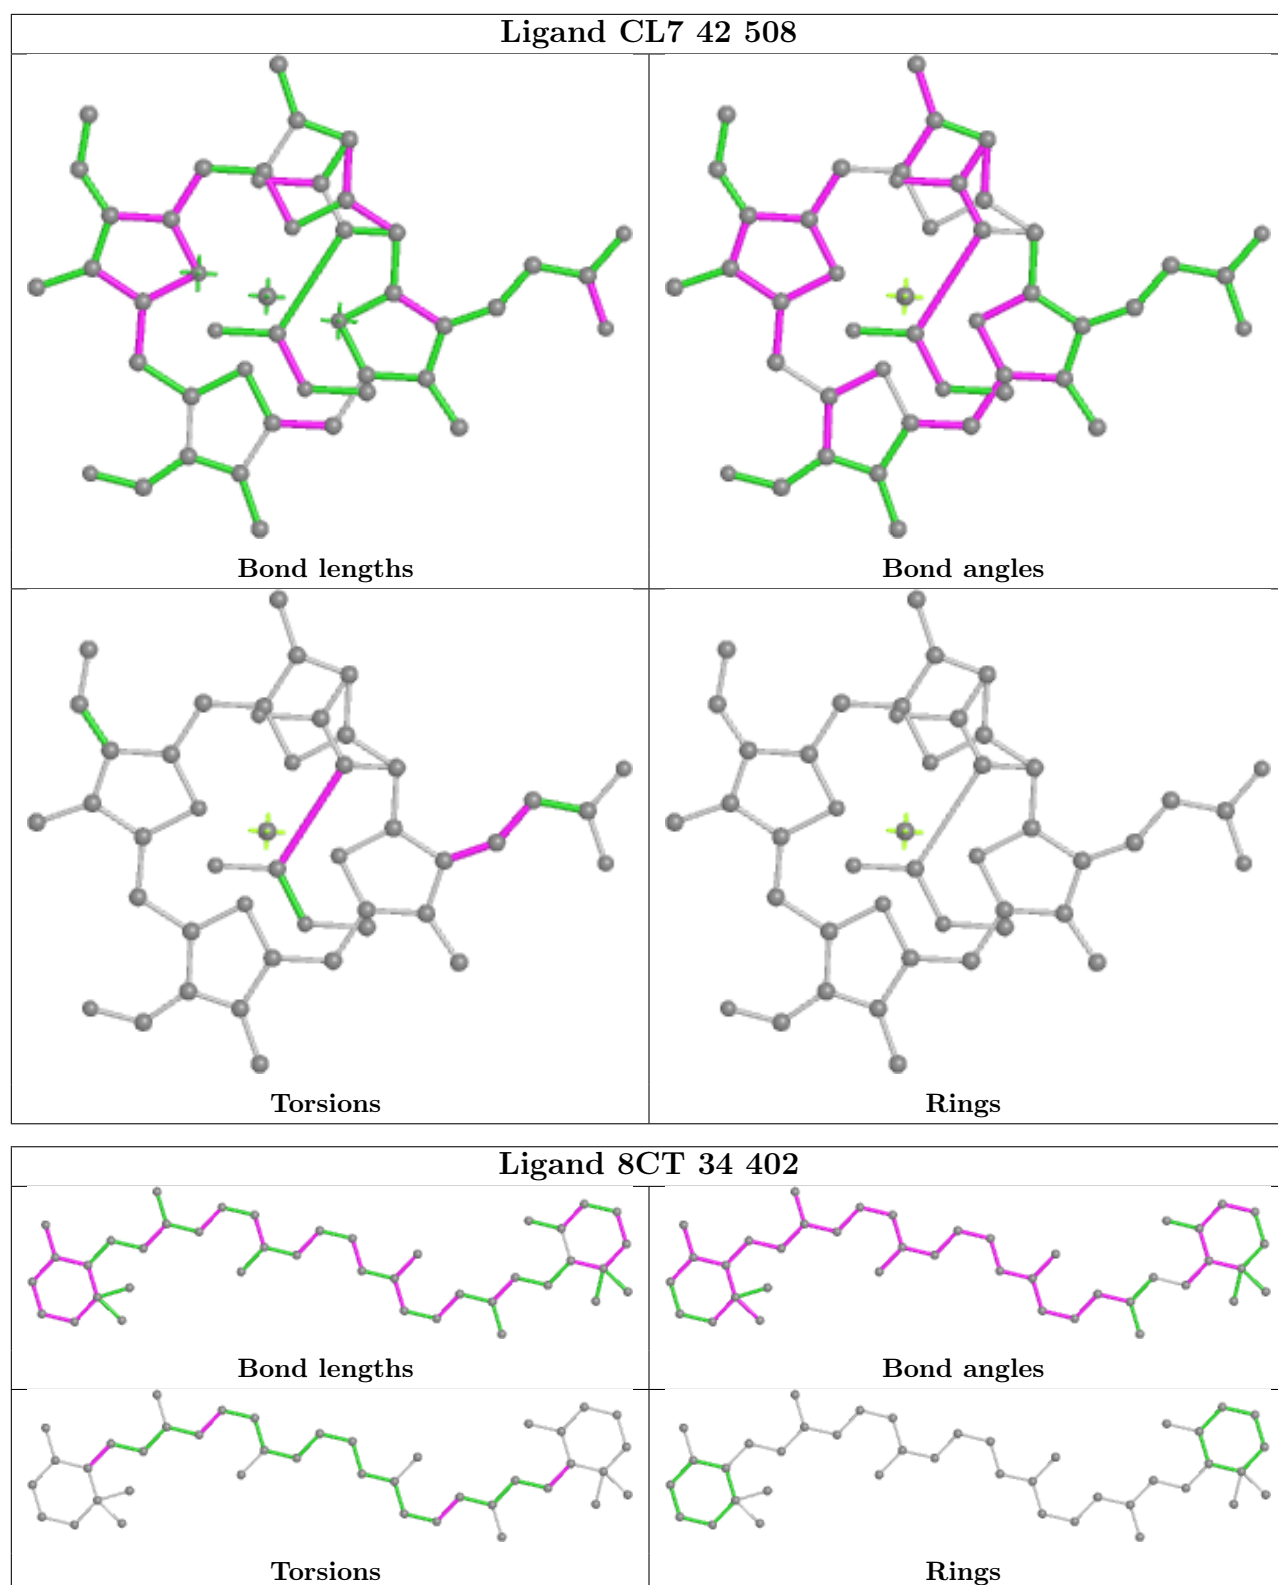 Ligand CL7 42 508
Bond lengths
Bond angles
Torsions
Rings
Ligand 8CT 34 402
Bond lengths
Bond angles
Torsions
Rings